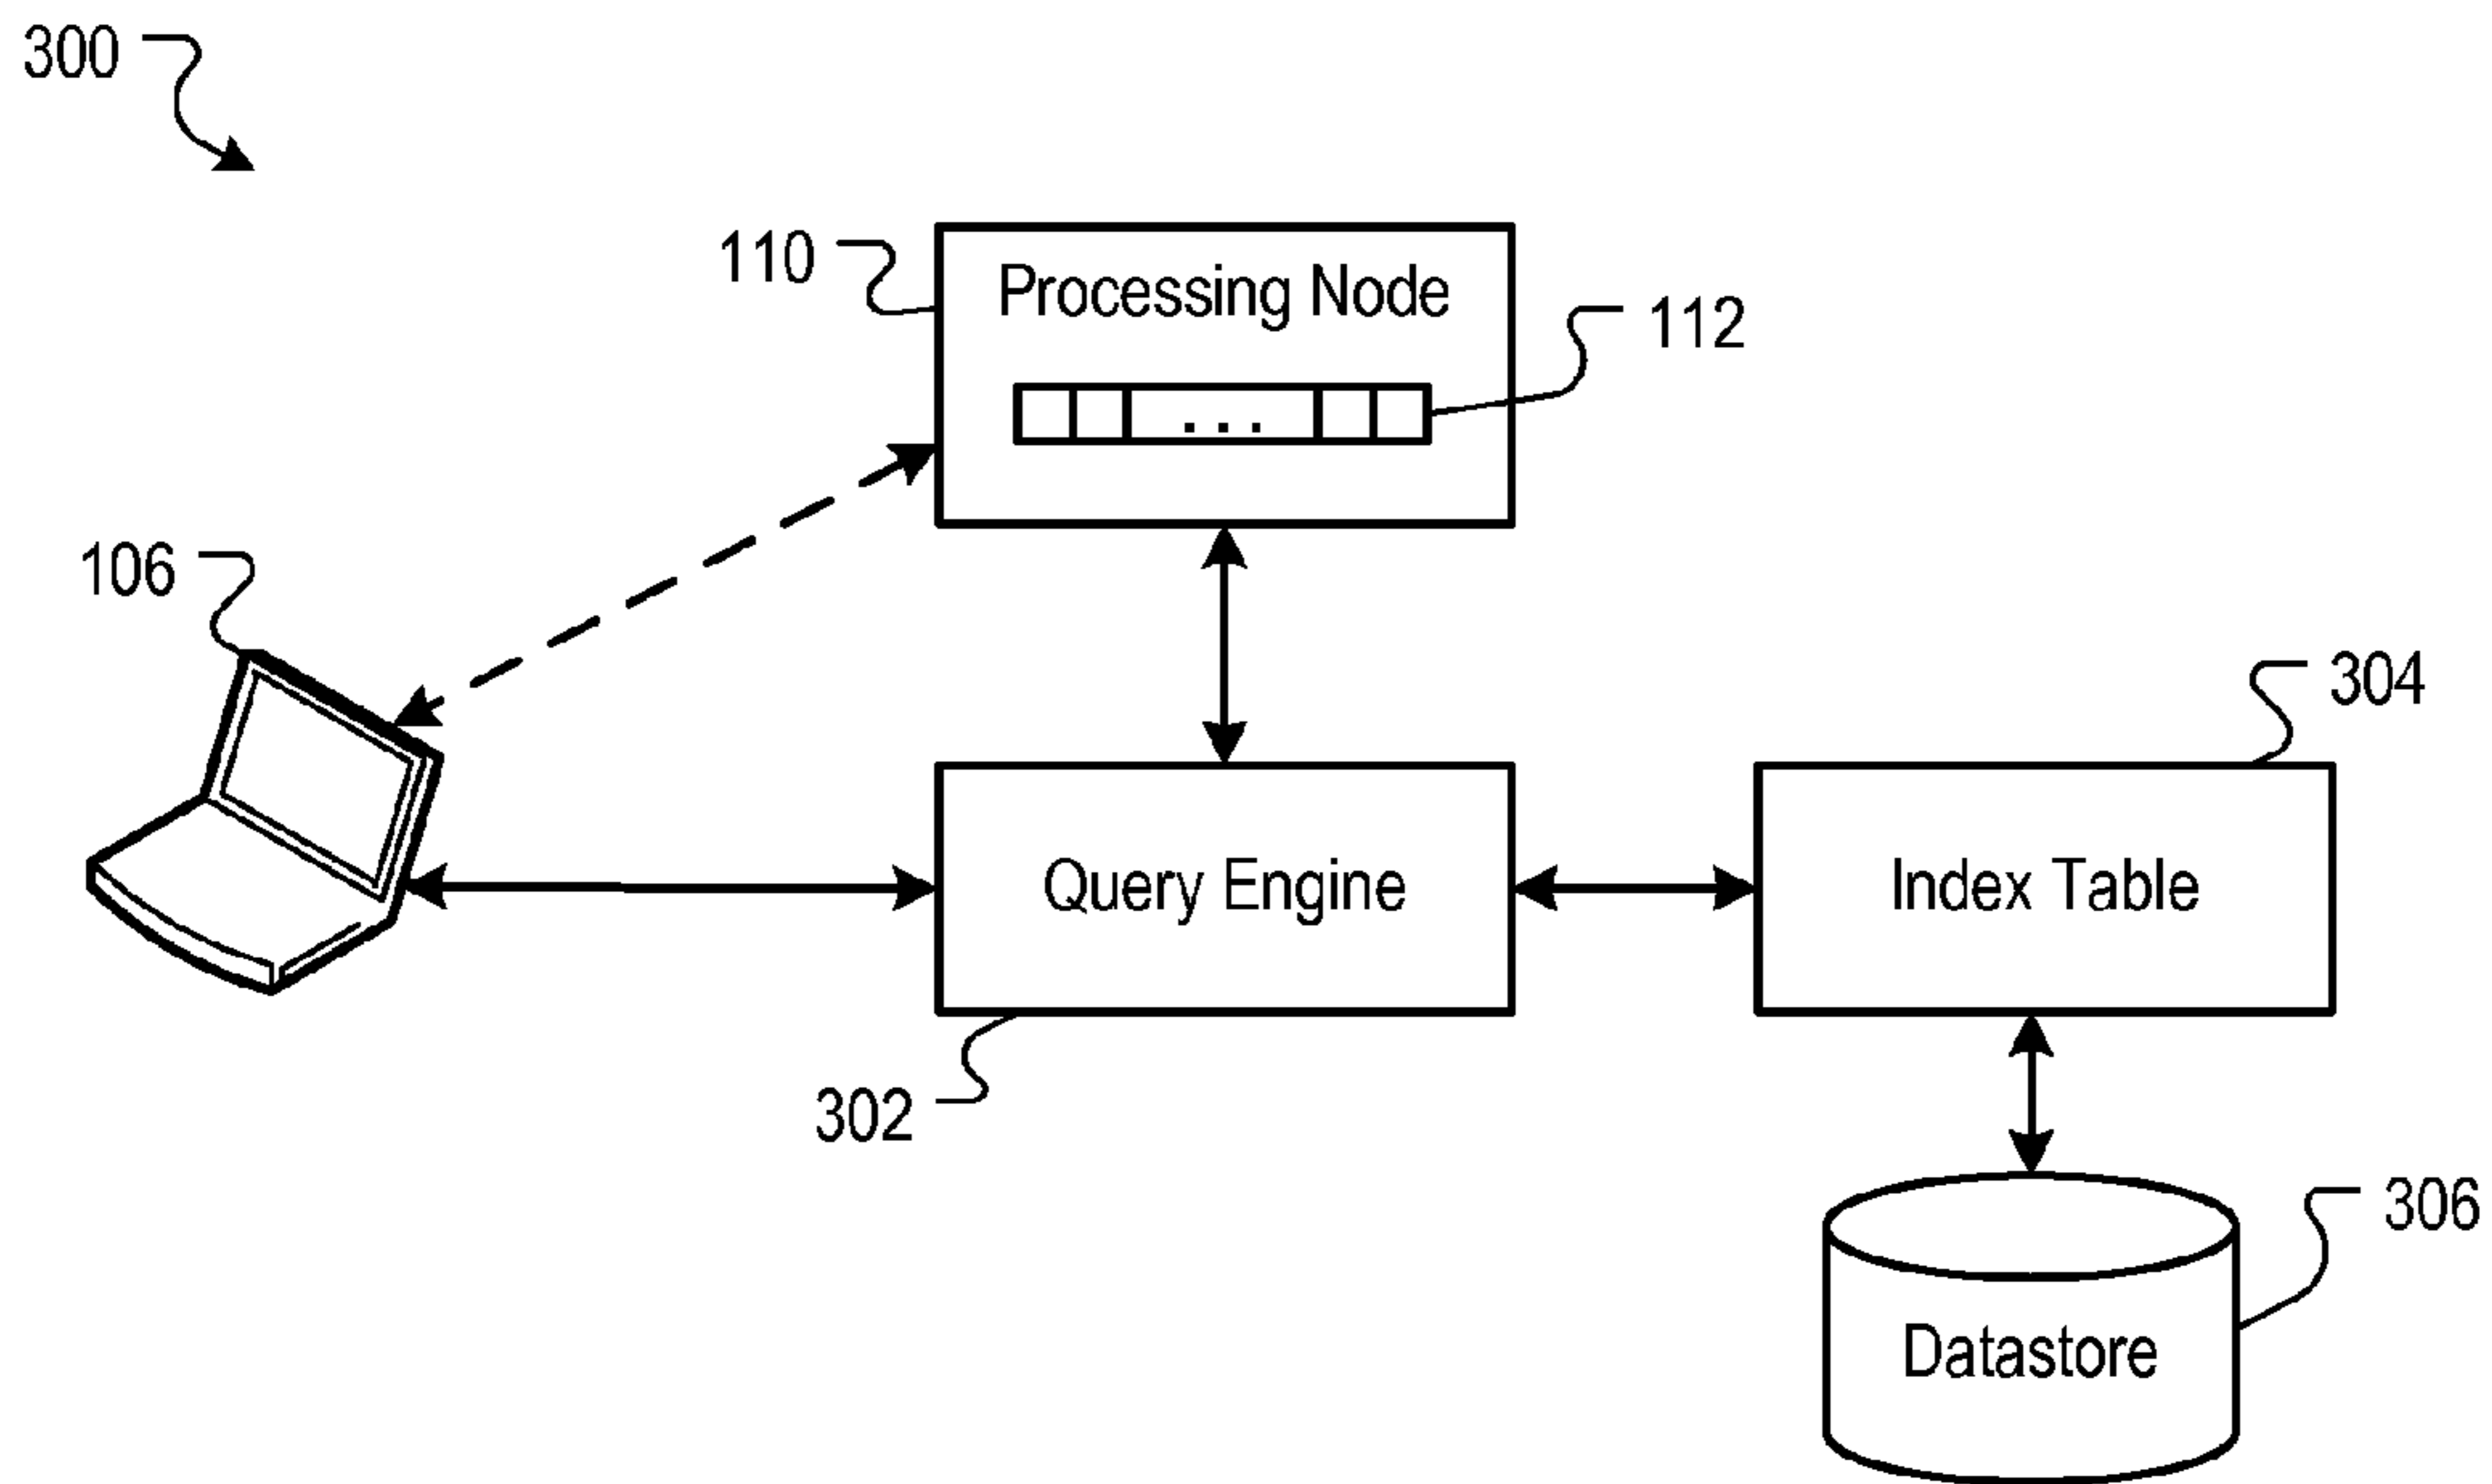 300
110
Processing Node
112
. . .
106
304
Query Engine
Index Table
302
306
Datastore